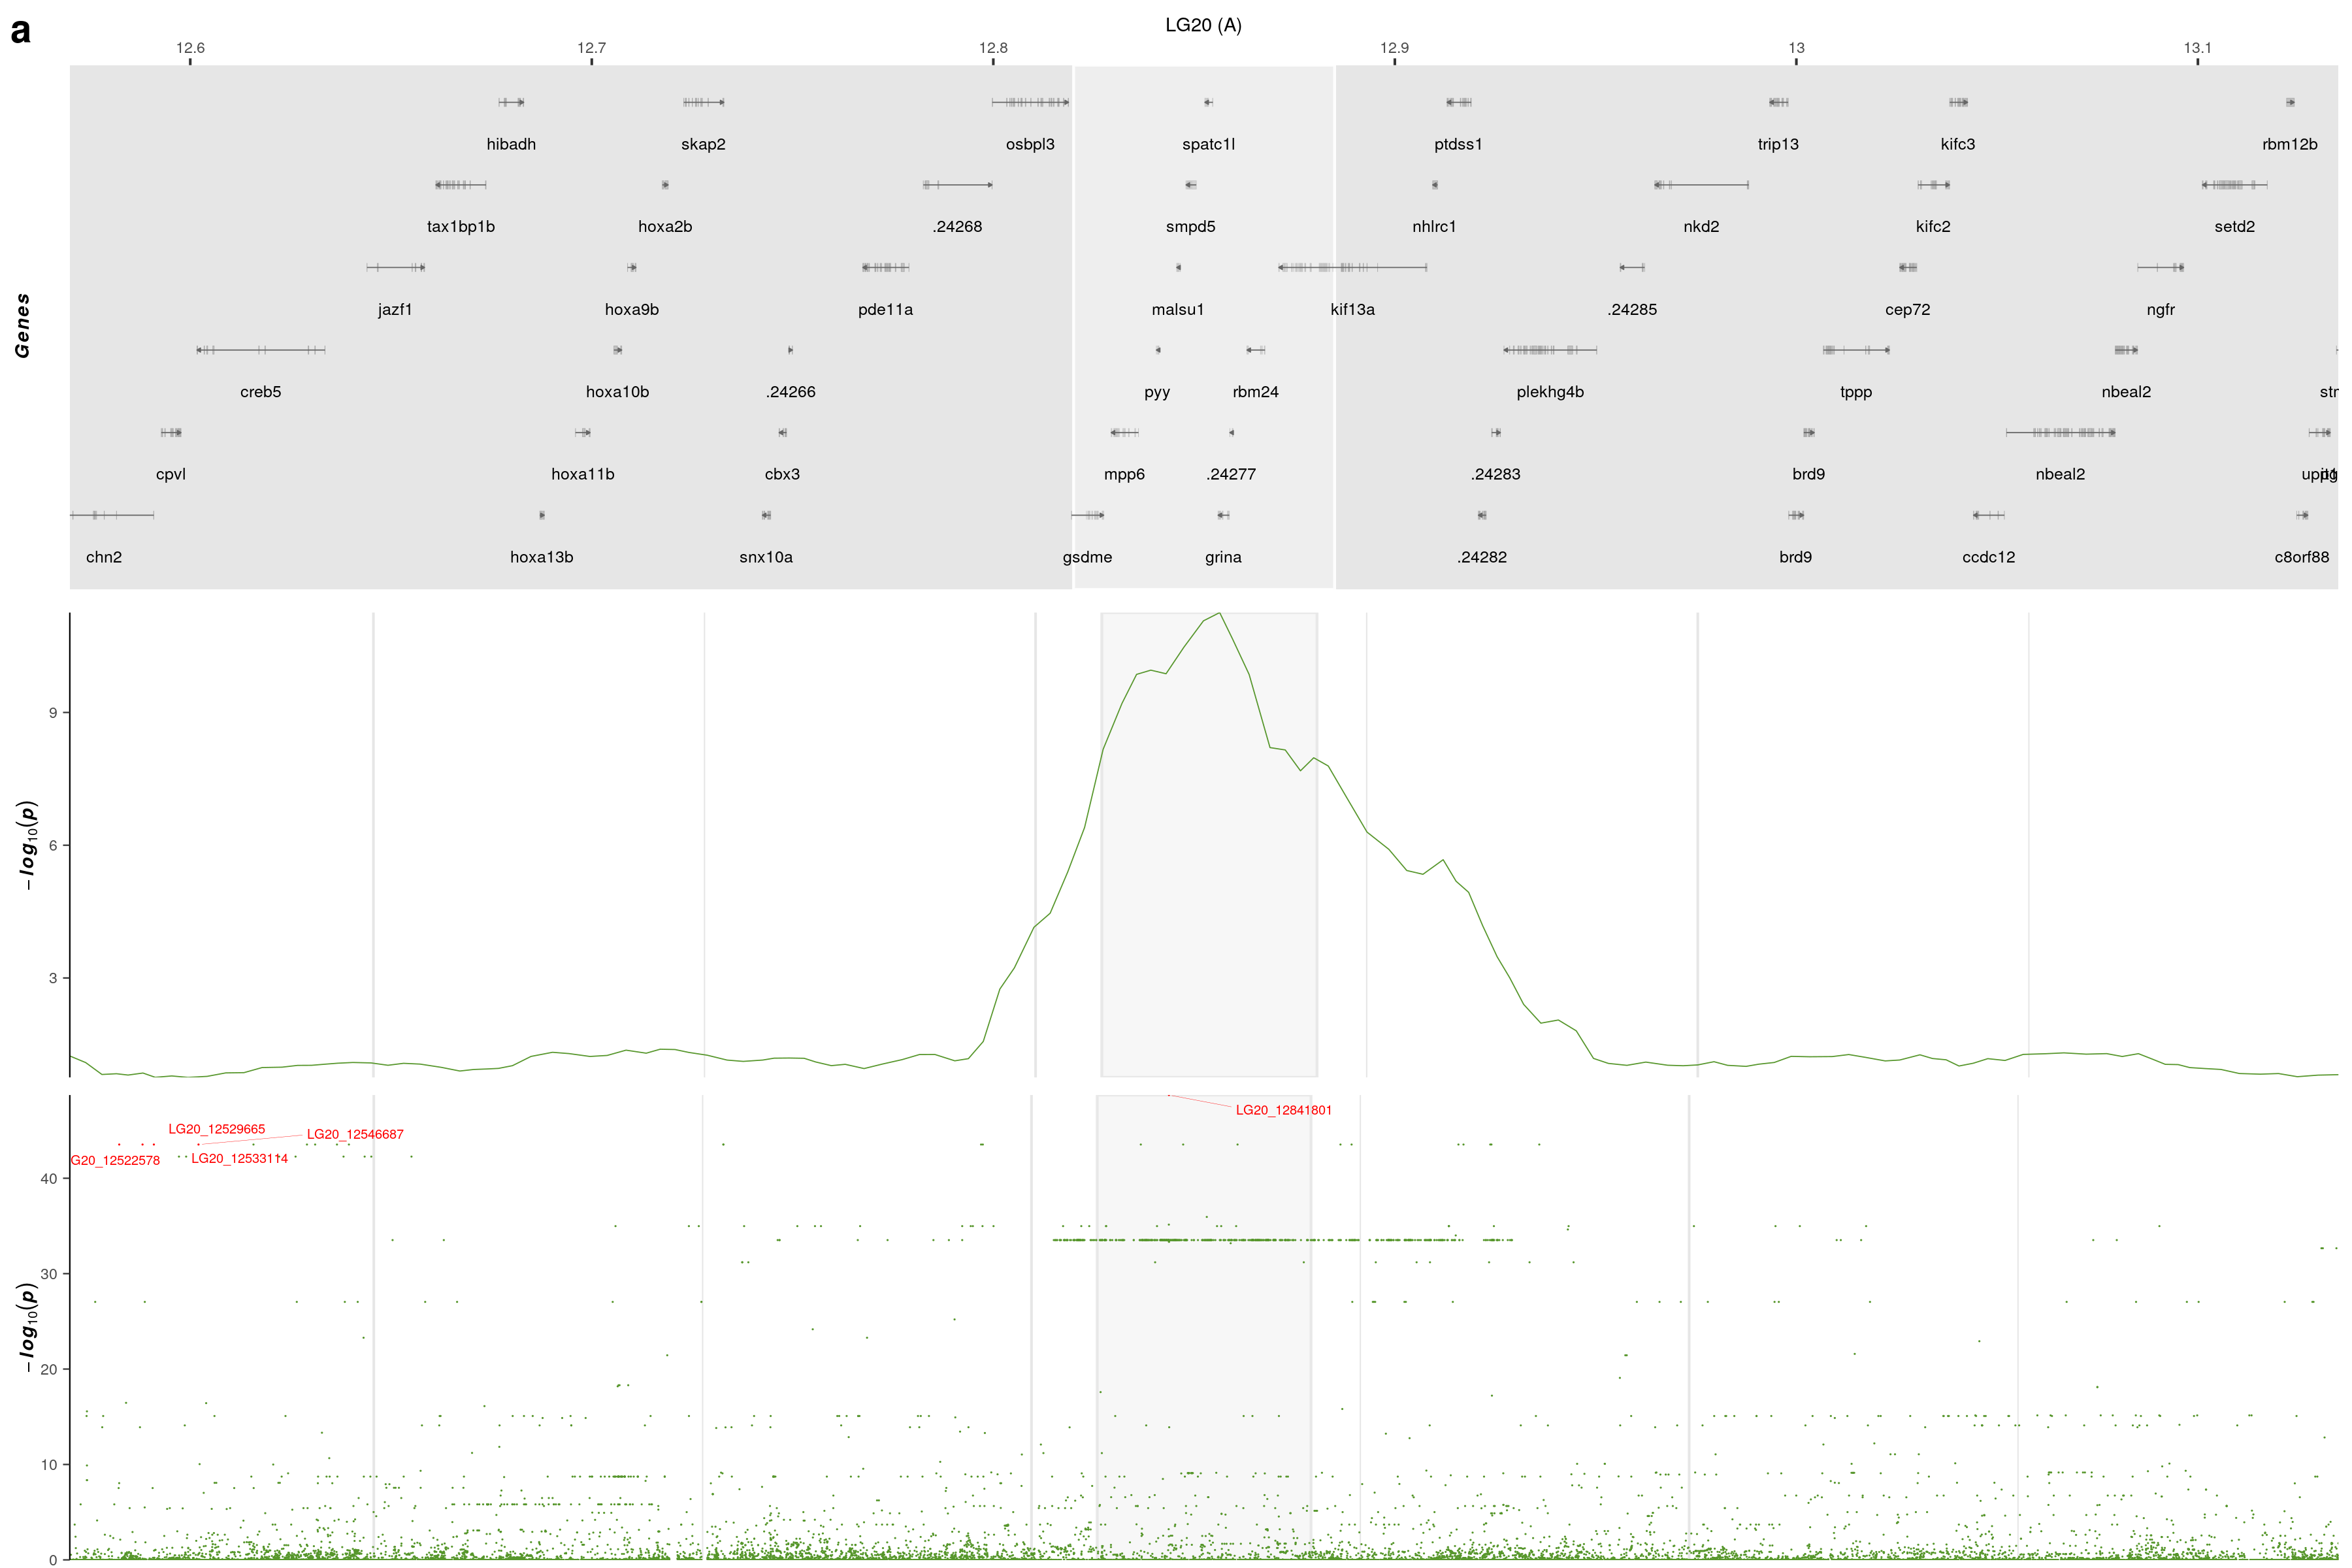 a
LG20 (A)
12.6 12.7 12.8 12.9 13 13.1
Genes
hibadh skap2 osbpl3 spatc1l ptdss1 trip13 kifc3 rbm12b
tax1bp1b hoxa2b .24268 smpd5 nhlrc1 nkd2 kifc2 setd2
jazf1 hoxa9b pde11a malsu1 kif13a .24285 cep72 ngfr
creb5 hoxa10b .24266 pyy rbm24 plekhg4b tppp nbeal2
cpvl hoxa11b cbx3 mpp6 .24277 .24283 brd9 nbeal2
chn2 hoxa13b snx10a gsdme grina .24282 brd9 ccdc12 c8orf88
−log10(p)
9
6
3
−log10(p)
LG20_12841801
LG20_12529665
LG20_12546687
G20_12522578
LG20_12533114
40
30
20
10
0